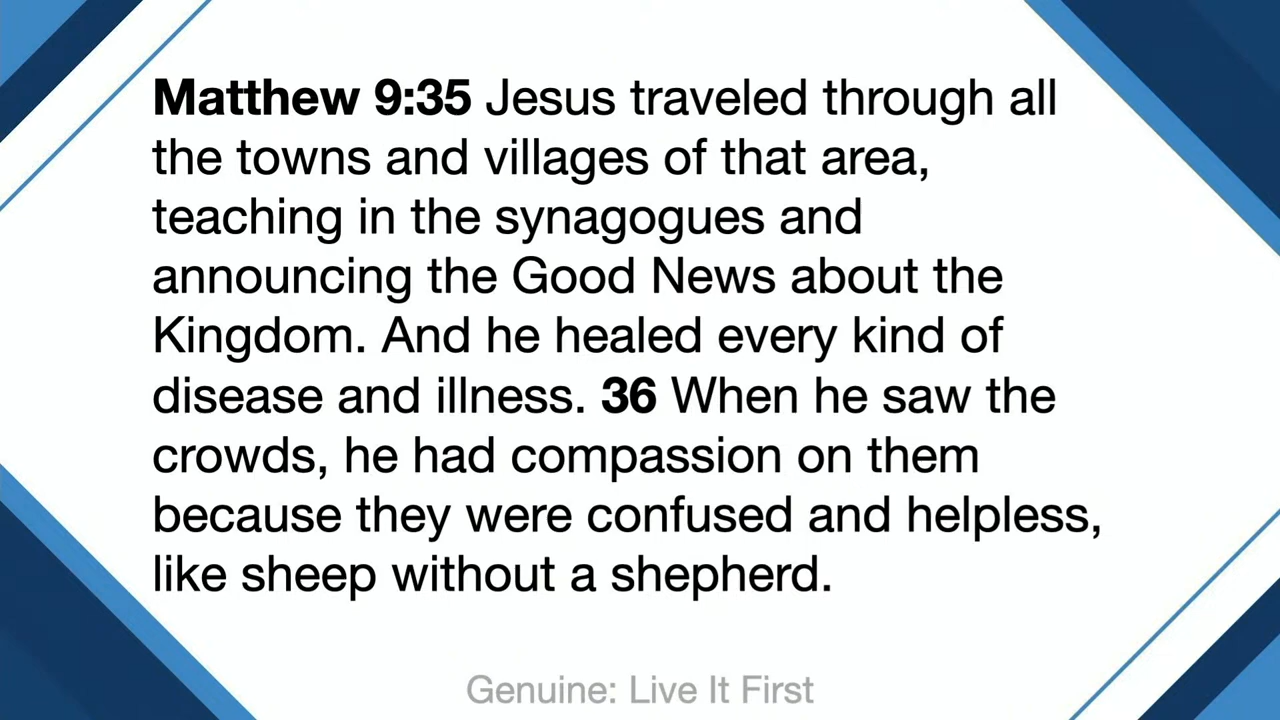 Matthew 9:35 Jesus traveled through all
the towns and villages of that area,
teaching in the synagogues and
announcing the Good News about the
Kingdom. And he healed every kind of
disease and illness. 36 When he saw the
crowds, he had compassion on them
because they were confused and helpless,
like sheep without a shepherd.
Genuine: Live It First